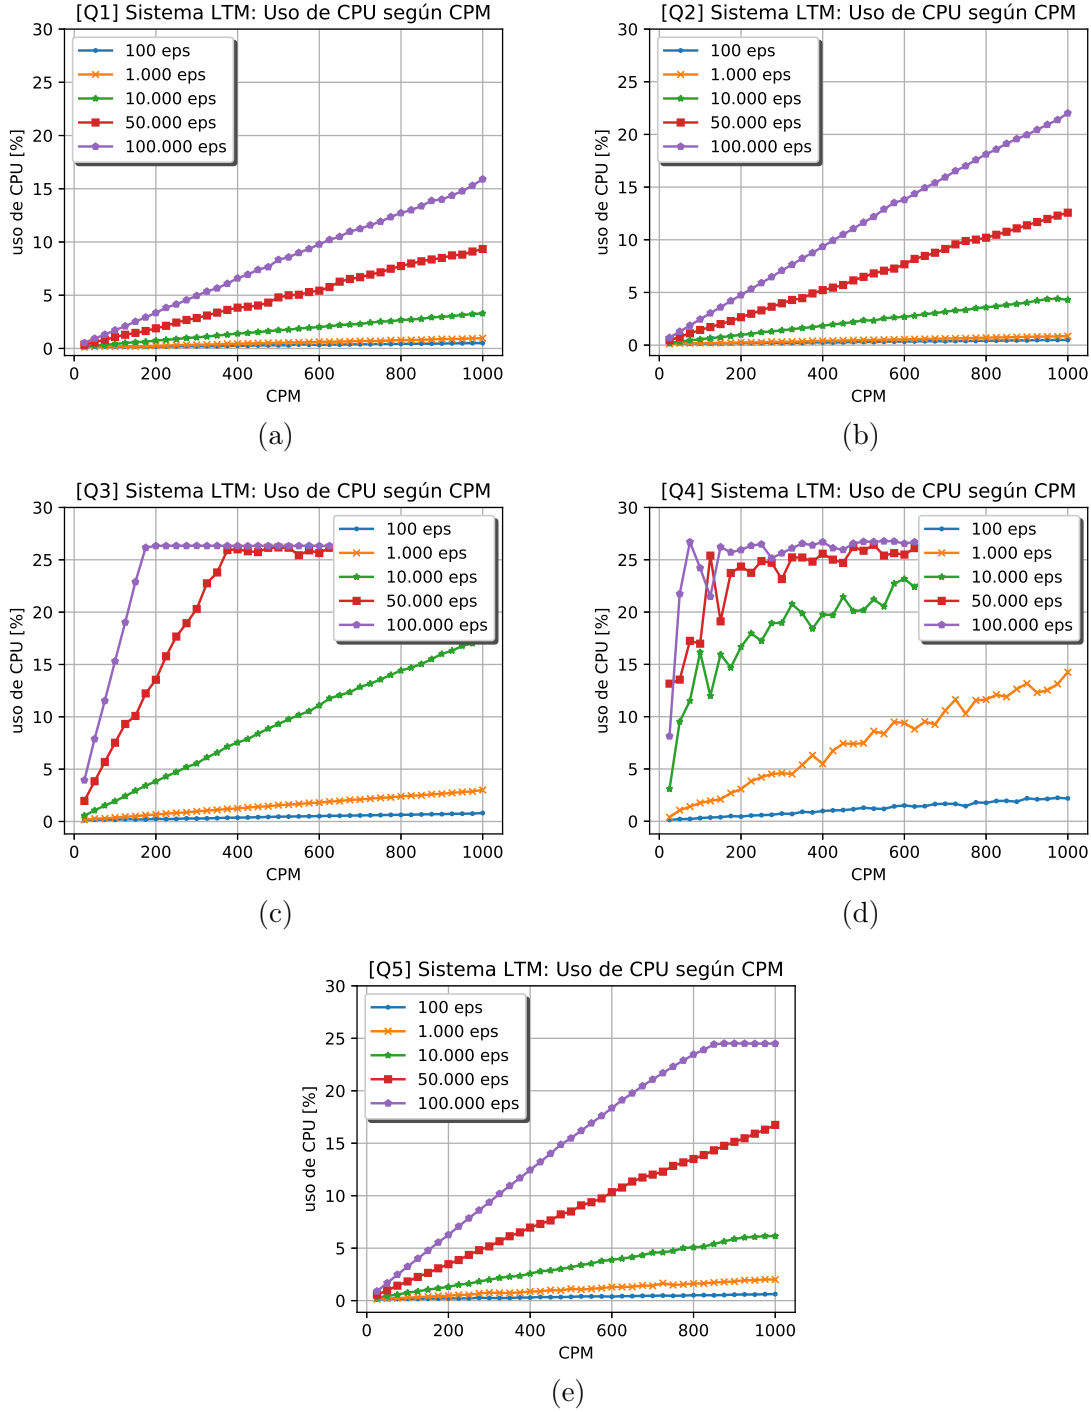 [Q1] Sistema LTM: Uso de CPU según CPM
30
25
20
15
10
5
0
uso de CPU [%]
100 eps
1.000 eps
10.000 eps
50.000 eps
100.000 eps
0 200 400 600 800 1000
CPM
(a)
[Q2] Sistema LTM: Uso de CPU según CPM
30
25
20
15
10
5
0
uso de CPU [%]
100 eps
1.000 eps
10.000 eps
50.000 eps
100.000 eps
0 200 400 600 800 1000
CPM
(b)
[Q3] Sistema LTM: Uso de CPU según CPM
30
25
20
15
10
5
0
uso de CPU [%]
100 eps
1.000 eps
10.000 eps
50.000 eps
100.000 eps
0 200 400 600 800 1000
CPM
(c)
[Q4] Sistema LTM: Uso de CPU según CPM
30
25
20
15
10
5
0
uso de CPU [%]
100 eps
1.000 eps
10.000 eps
50.000 eps
100.000 eps
0 200 400 600 800 1000
CPM
(d)
[Q5] Sistema LTM: Uso de CPU según CPM
30
25
20
15
10
5
0
uso de CPU [%]
100 eps
1.000 eps
10.000 eps
50.000 eps
100.000 eps
0 200 400 600 800 1000
CPM
(e)